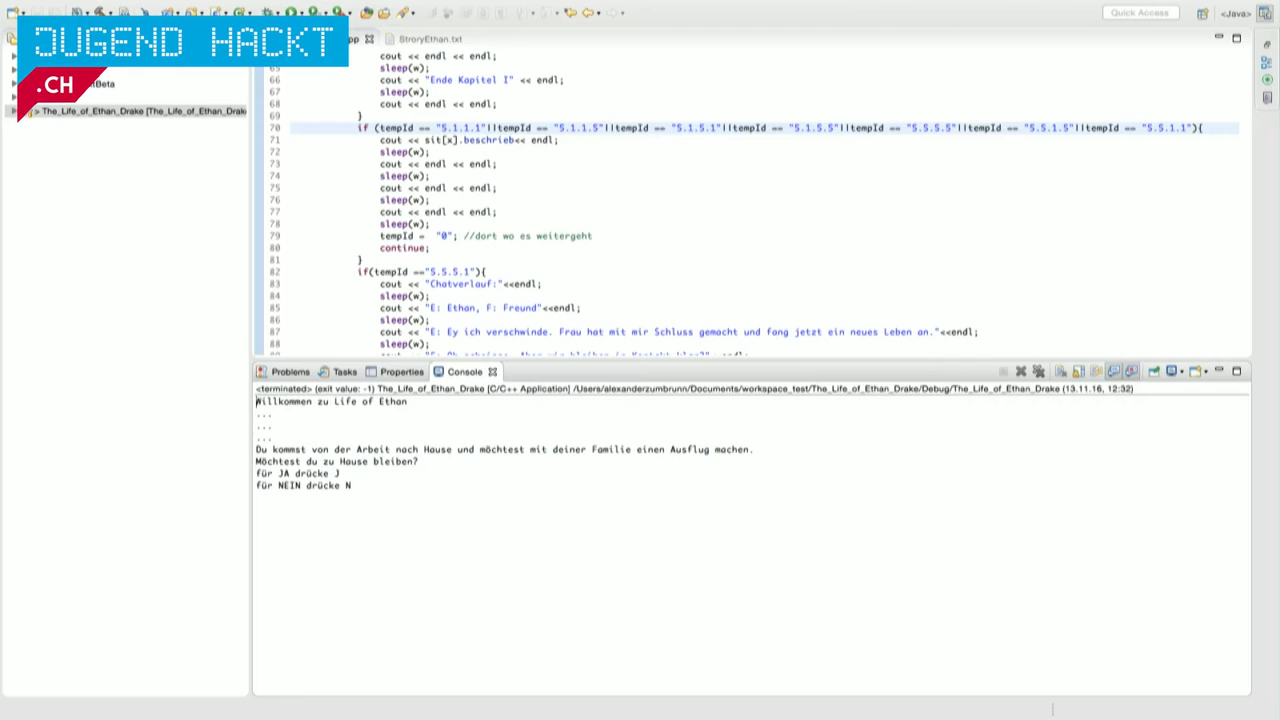 JUGEND HACKT
.CH
Quick Access
<Java>
pp
StroryEthan.txt
Beta
> The_Life_of_Ethan_Drake [The_Life_of_Ethan_Drake
cout << endl << endl;
65 sleep(w);
66 cout << "Ende Kapitel I" << endl;
67 sleep(w);
68 cout << endl << endl;
69 }
70 if (tempId == "5.1.1.1"||tempId == "5.1.1.5"||tempId == "5.1.5.1"||tempId == "5.1.5.5"||tempId == "5.5.5.5"||tempId == "5.5.1.5"||tempId == "5.5.1.1"){
71 cout << sit[x].beschrieb<< endl;
72 sleep(w);
73 cout << endl << endl;
74 sleep(w);
75 cout << endl << endl;
76 sleep(w);
77 cout << endl << endl;
78 sleep(w);
79 tempId = "0"; //dort wo es weitergeht
80 continue;
81 }
82 if(tempId =="5.5.5.1"){
83 cout << "Chatverlauf:"<<endl;
84 sleep(w);
85 cout << "E: Ethan, F: Freund"<<endl;
86 sleep(w);
87 cout << "E: Ey ich verschwinde. Frau hat mit mir Schluss gemacht und fang jetzt ein neues Leben an."<<endl;
88 sleep(w);
Problems Tasks Properties Console
<terminated> (exit value: -1) The_Life_of_Ethan_Drake [C/C++ Application] /Users/alexanderzumbrunn/Documents/workspace_test/The_Life_of_Ethan_Drake/Debug/The_Life_of_Ethan_Drake (13.11.16, 12:32)
Willkommen zu Life of Ethan
...
...
...
Du kommst von der Arbeit nach Hause und möchtest mit deiner Familie einen Ausflug machen.
Möchtest du zu Hause bleiben?
für JA drücke J
für NEIN drücke N